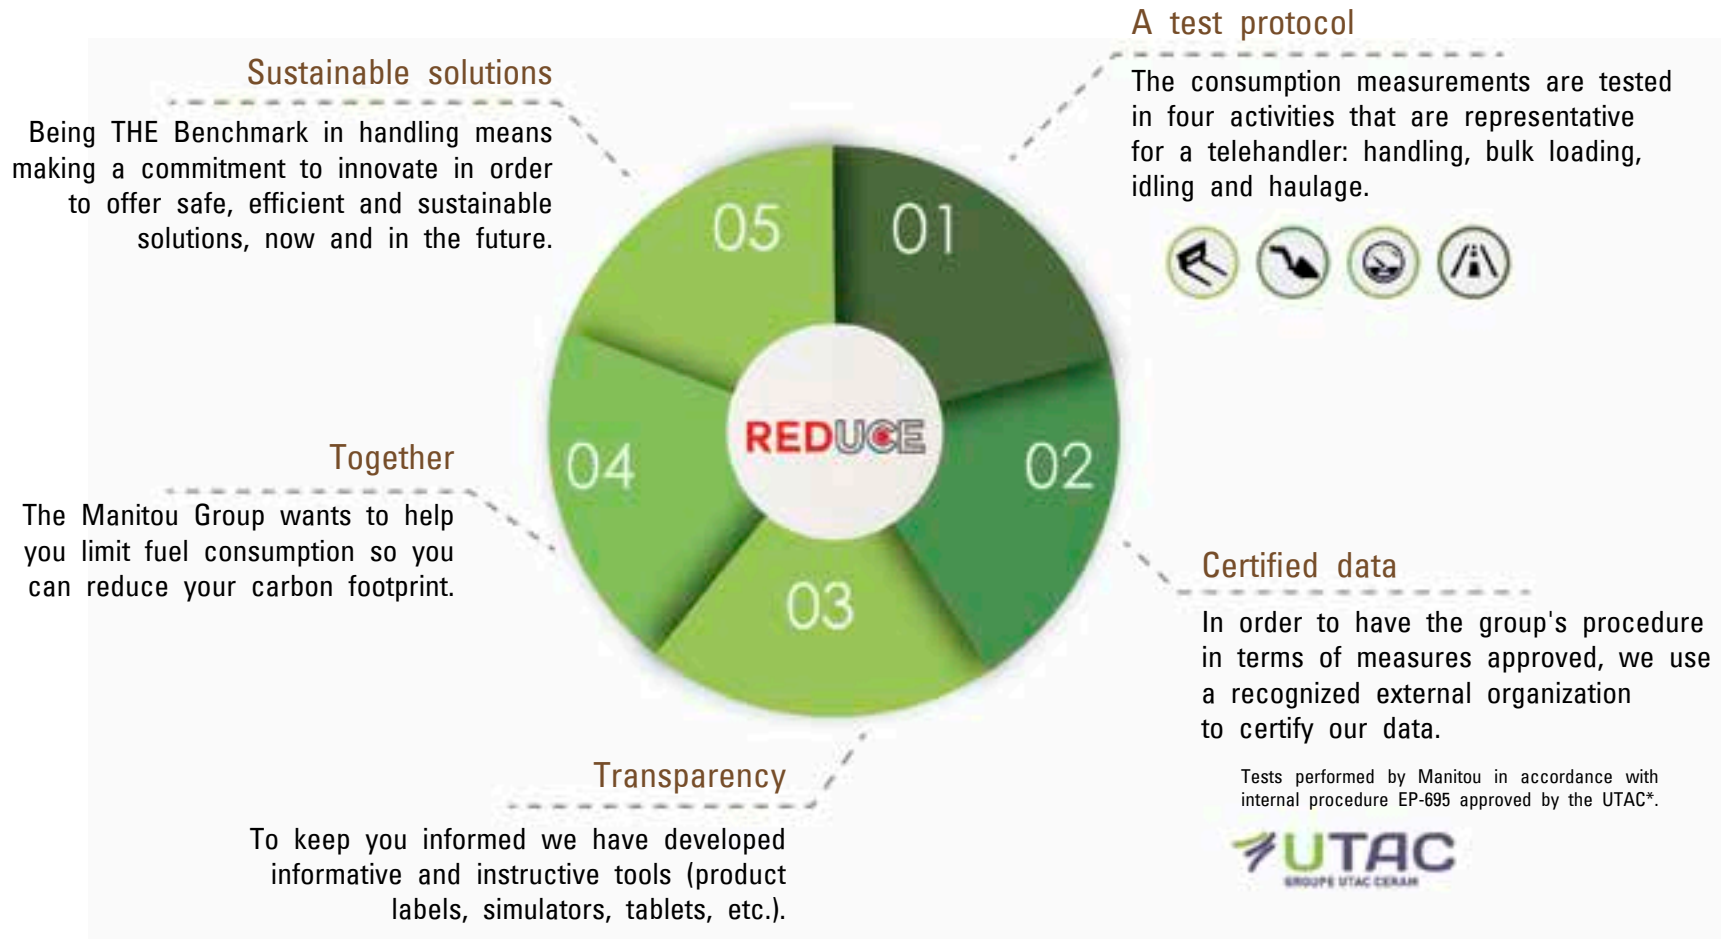 A test protocol
The consumption measurements are tested
in four activities that are representative
for a telehandler: handling, bulk loading,
idling and haulage.
Sustainable solutions
Being THE Benchmark in handling means
making a commitment to innovate in order
to offer safe, efficient and sustainable
solutions, now and in the future.
05
01
REDUCE
04
02
03
Together
The Manitou Group wants to help
you limit fuel consumption so you
can reduce your carbon footprint.
Certified data
In order to have the group's procedure
in terms of measures approved, we use
a recognized external organization
to certify our data.
Tests performed by Manitou in accordance with
internal procedure EP-695 approved by the UTAC*.
UTAC
GROUPE UTAC CERAM
Transparency
To keep you informed we have developed
informative and instructive tools (product
labels, simulators, tablets, etc.).